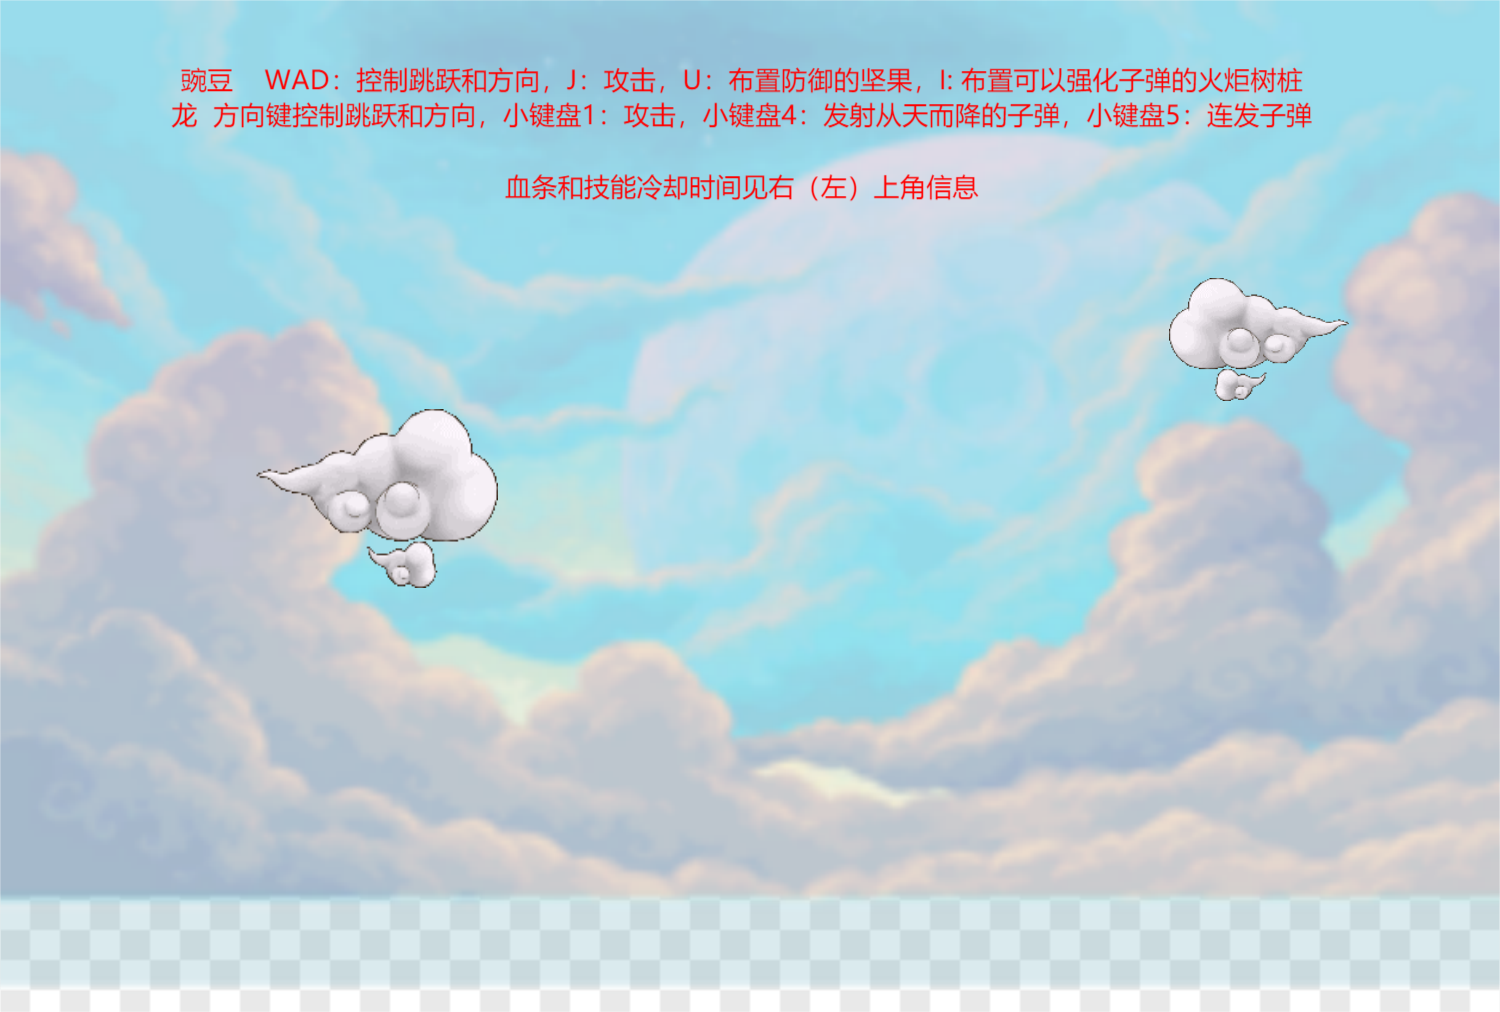 豌豆 WAD：控制跳跃和方向，J：攻击，U：布置防御的坚果，I: 布置可以强化子弹的火炬树桩
龙 方向键控制跳跃和方向，小键盘1：攻击，小键盘4：发射从天而降的子弹，小键盘5：连发子弹
血条和技能冷却时间见右（左）上角信息